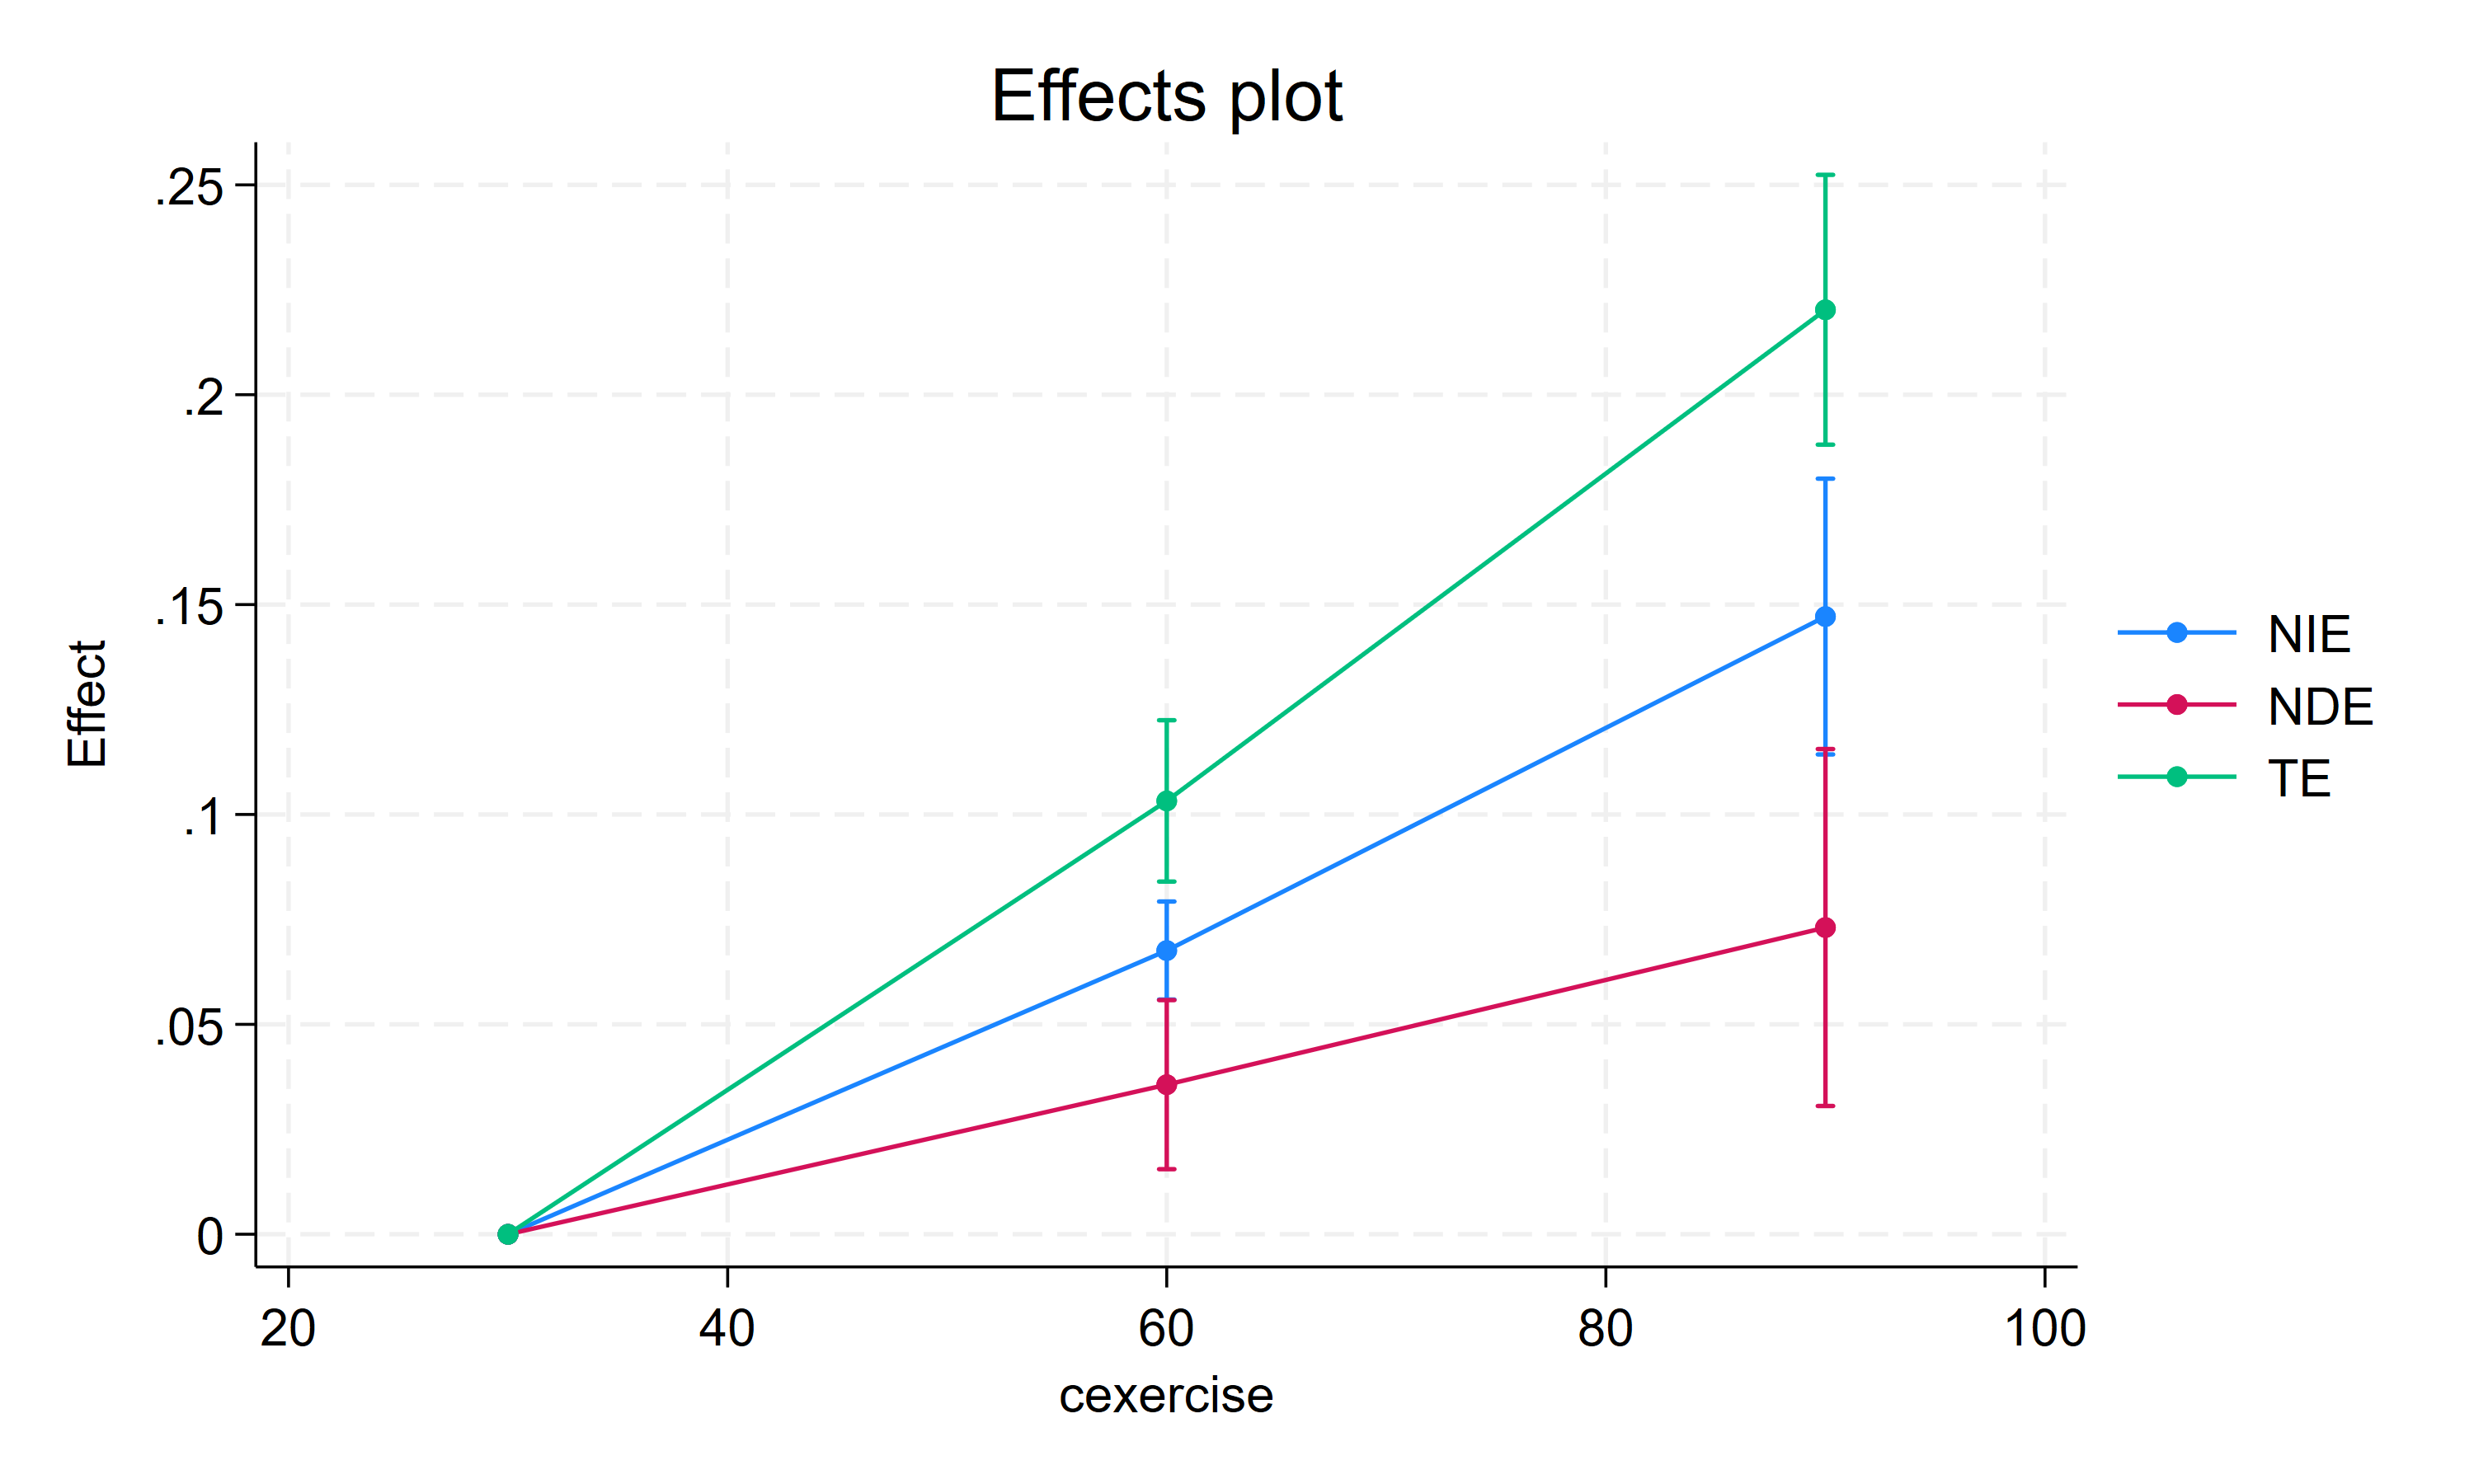 Effects plot
.25
.2
.15
.1
.05
0
Effect
20 40 60 80 100
cexercise
NIE
NDE
TE